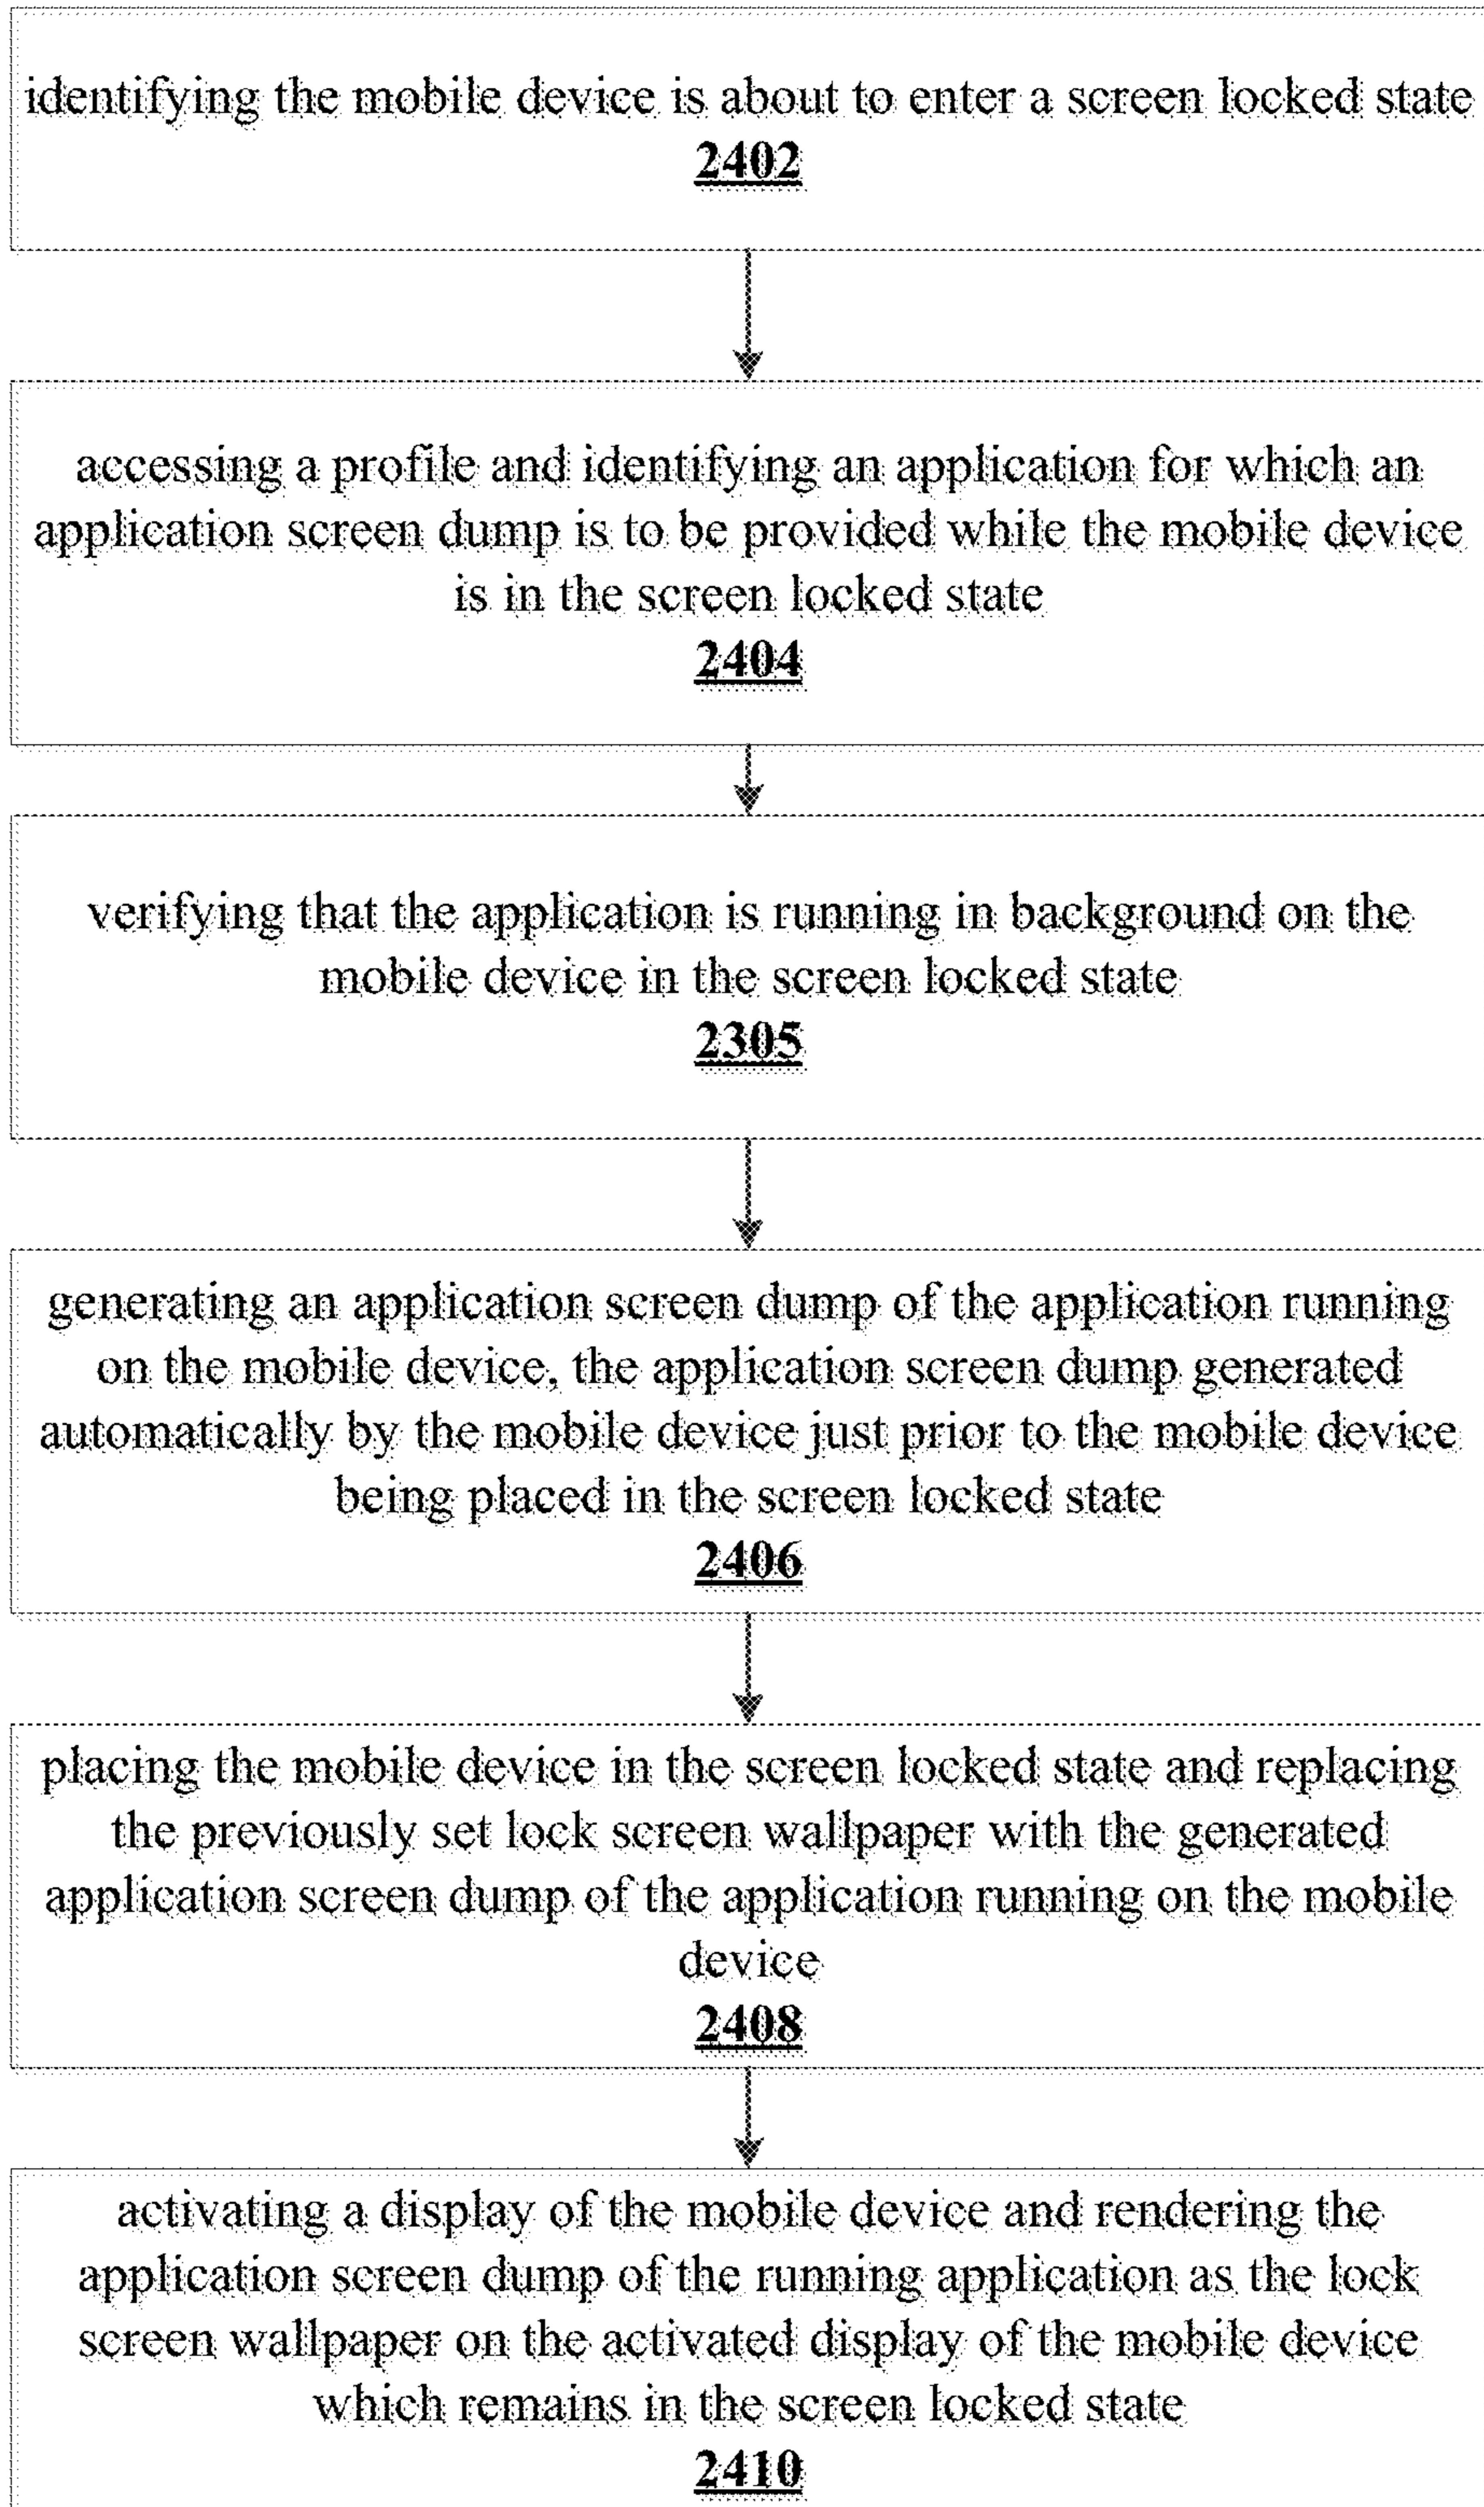 identifying the mobile device is about to enter a screen locked state
2402
accessing a profile and identifying an application for which an
application screen dump is to be provided while the mobile device
is in the screen locked state
2404
verifying that the application is running in background on the
mobile device in the screen locked state
2305
generating an application screen dump of the application running
on the mobile device, the application screen dump generated
automatically by the mobile device just prior to the mobile device
being placed in the screen locked state
2406
placing the mobile device in the screen locked state and replacing
the previously set lock screen wallpaper with the generated
application screen dump of the application running on the mobile
device
2408
activating a display of the mobile device and rendering the
application screen dump of the running application as the lock
screen wallpaper on the activated display of the mobile device
which remains in the screen locked state
2410